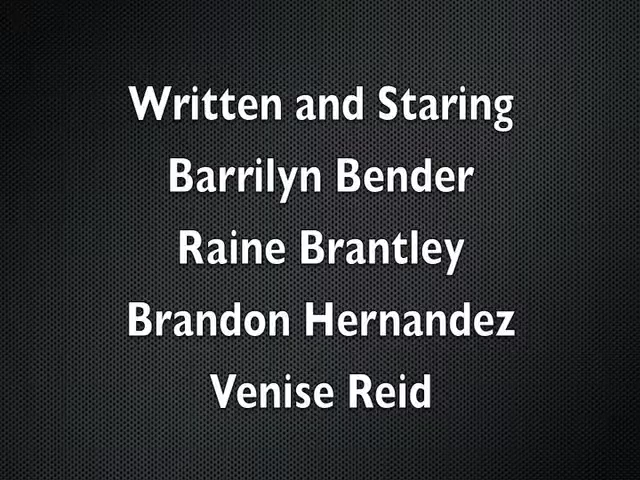 Written and Staring
Barrilyn Bender
Raine Brantley
Brandon Hernandez
Venise Reid